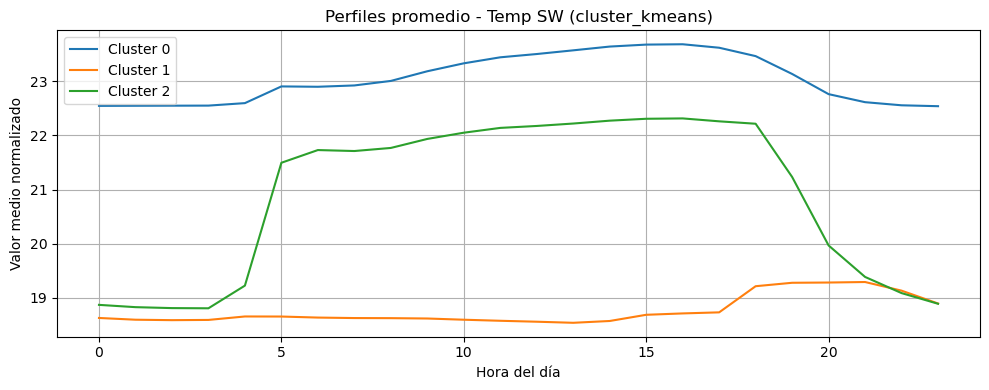 Perfiles promedio - Temp SW (cluster_kmeans)
Cluster 0
Cluster 1
Cluster 2
Valor medio normalizado
23
22
21
20
19
0 5 10 15 20
Hora del día